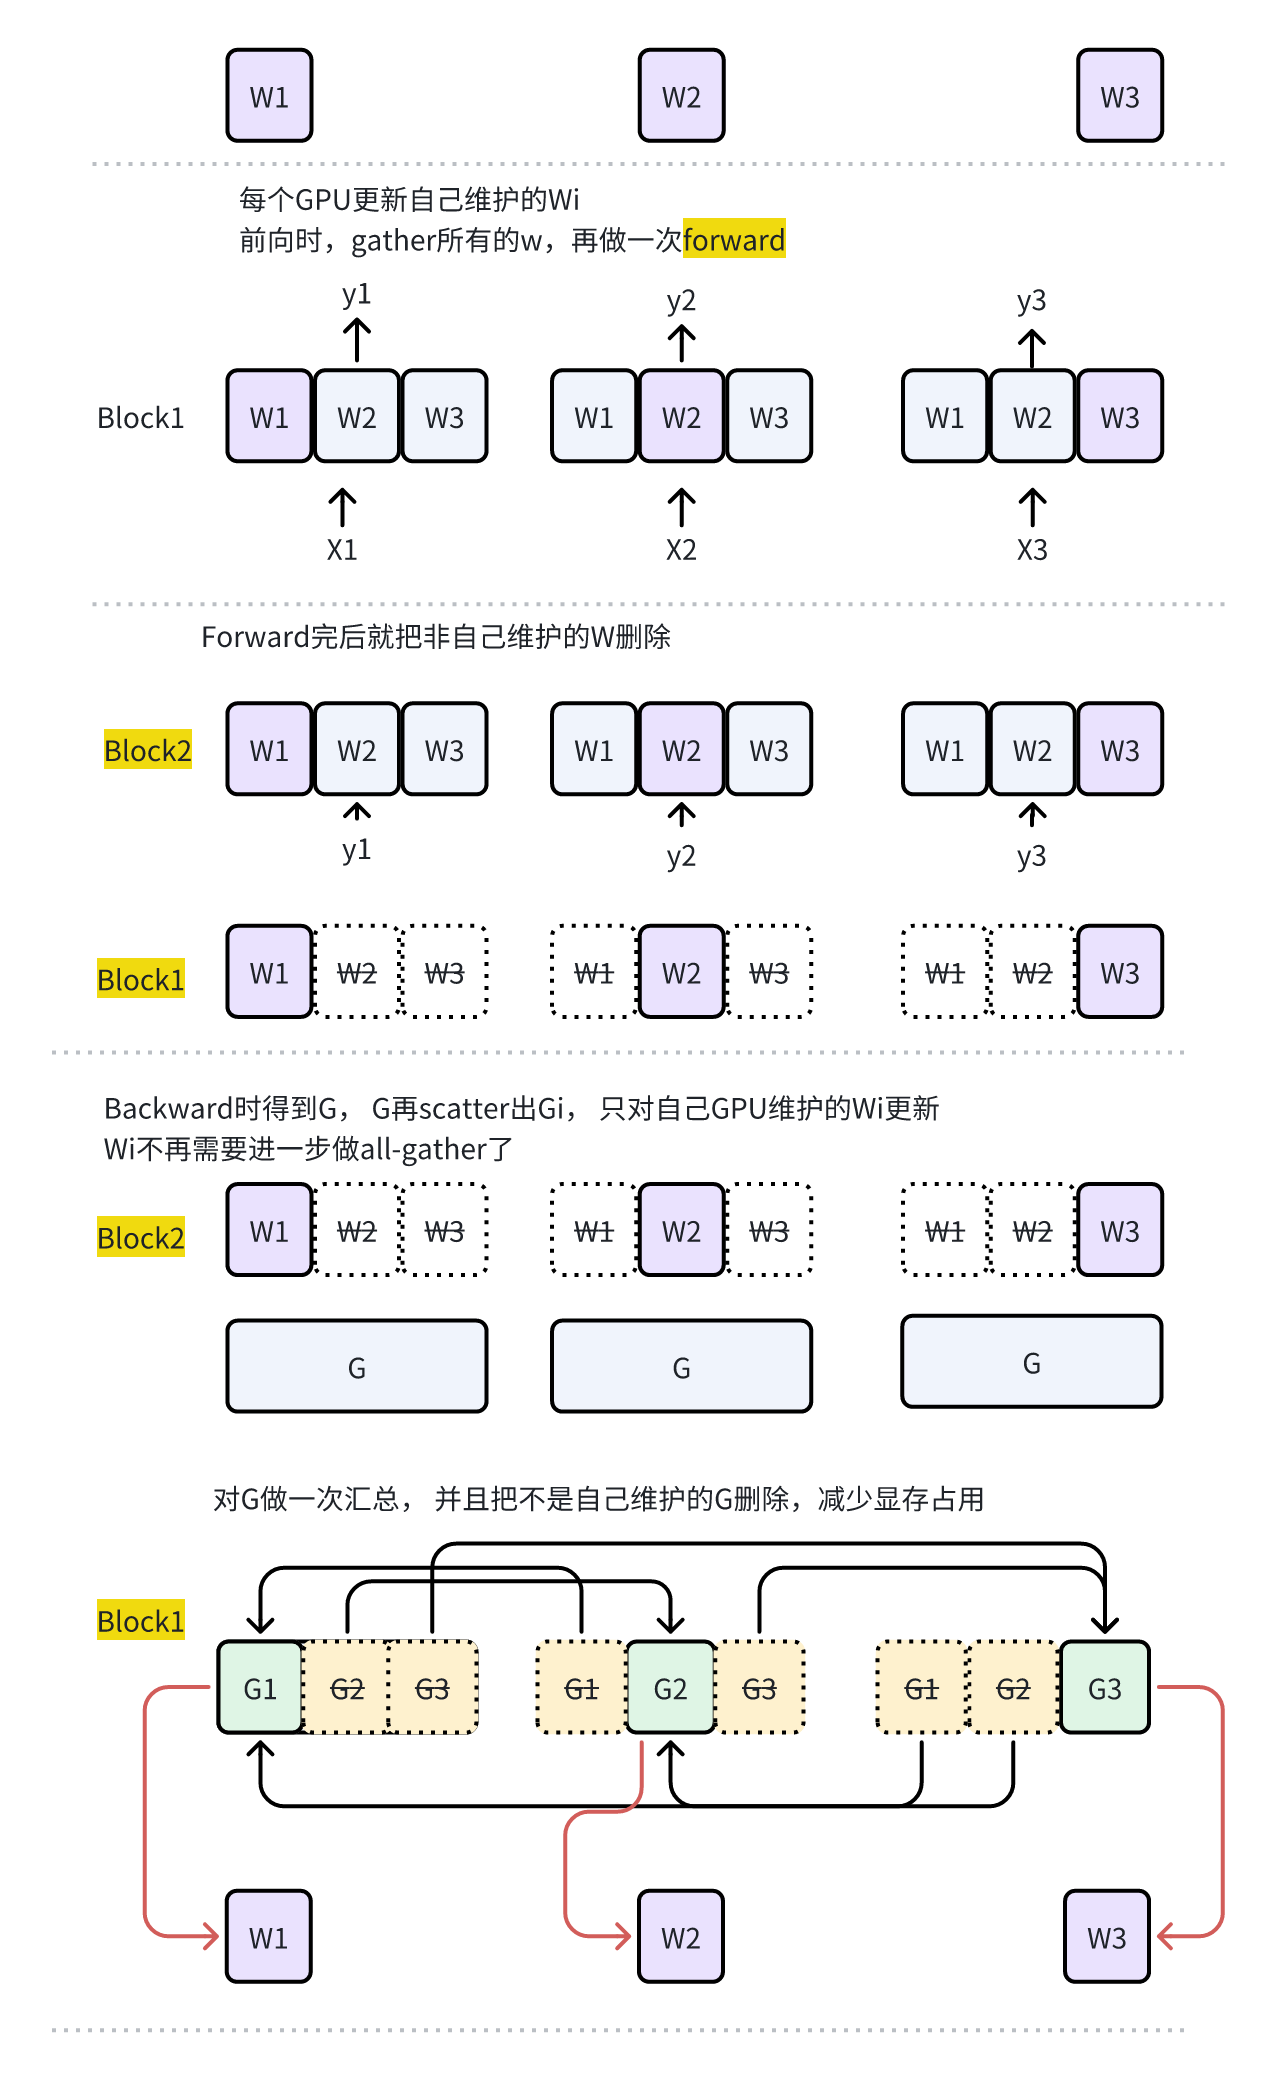 W1 W2 W3
每个GPU更新自己维护的Wi
前向时，gather所有的w，再做一次forward
y1 y2 y3
Block1 W1 W2 W3 W1 W2 W3 W1 W2 W3
X1 X2 X3
Forward完后就把非自己维护的W删除
Block2 W1 W2 W3 W1 W2 W3 W1 W2 W3
y1 y2 y3
Block1 W1 W2 W3 W1 W2 W3 W1 W2 W3
Backward时得到G， G再scatter出Gi， 只对自己GPU维护的Wi更新
Wi不再需要进一步做all-gather了
Block2 W1 W2 W3 W1 W2 W3 W1 W2 W3
G G G
对G做一次汇总， 并且把不是自己维护的G删除，减少显存占用
Block1
G1 G2 G3 G1 G2 G3 G1 G2 G3
W1 W2 W3